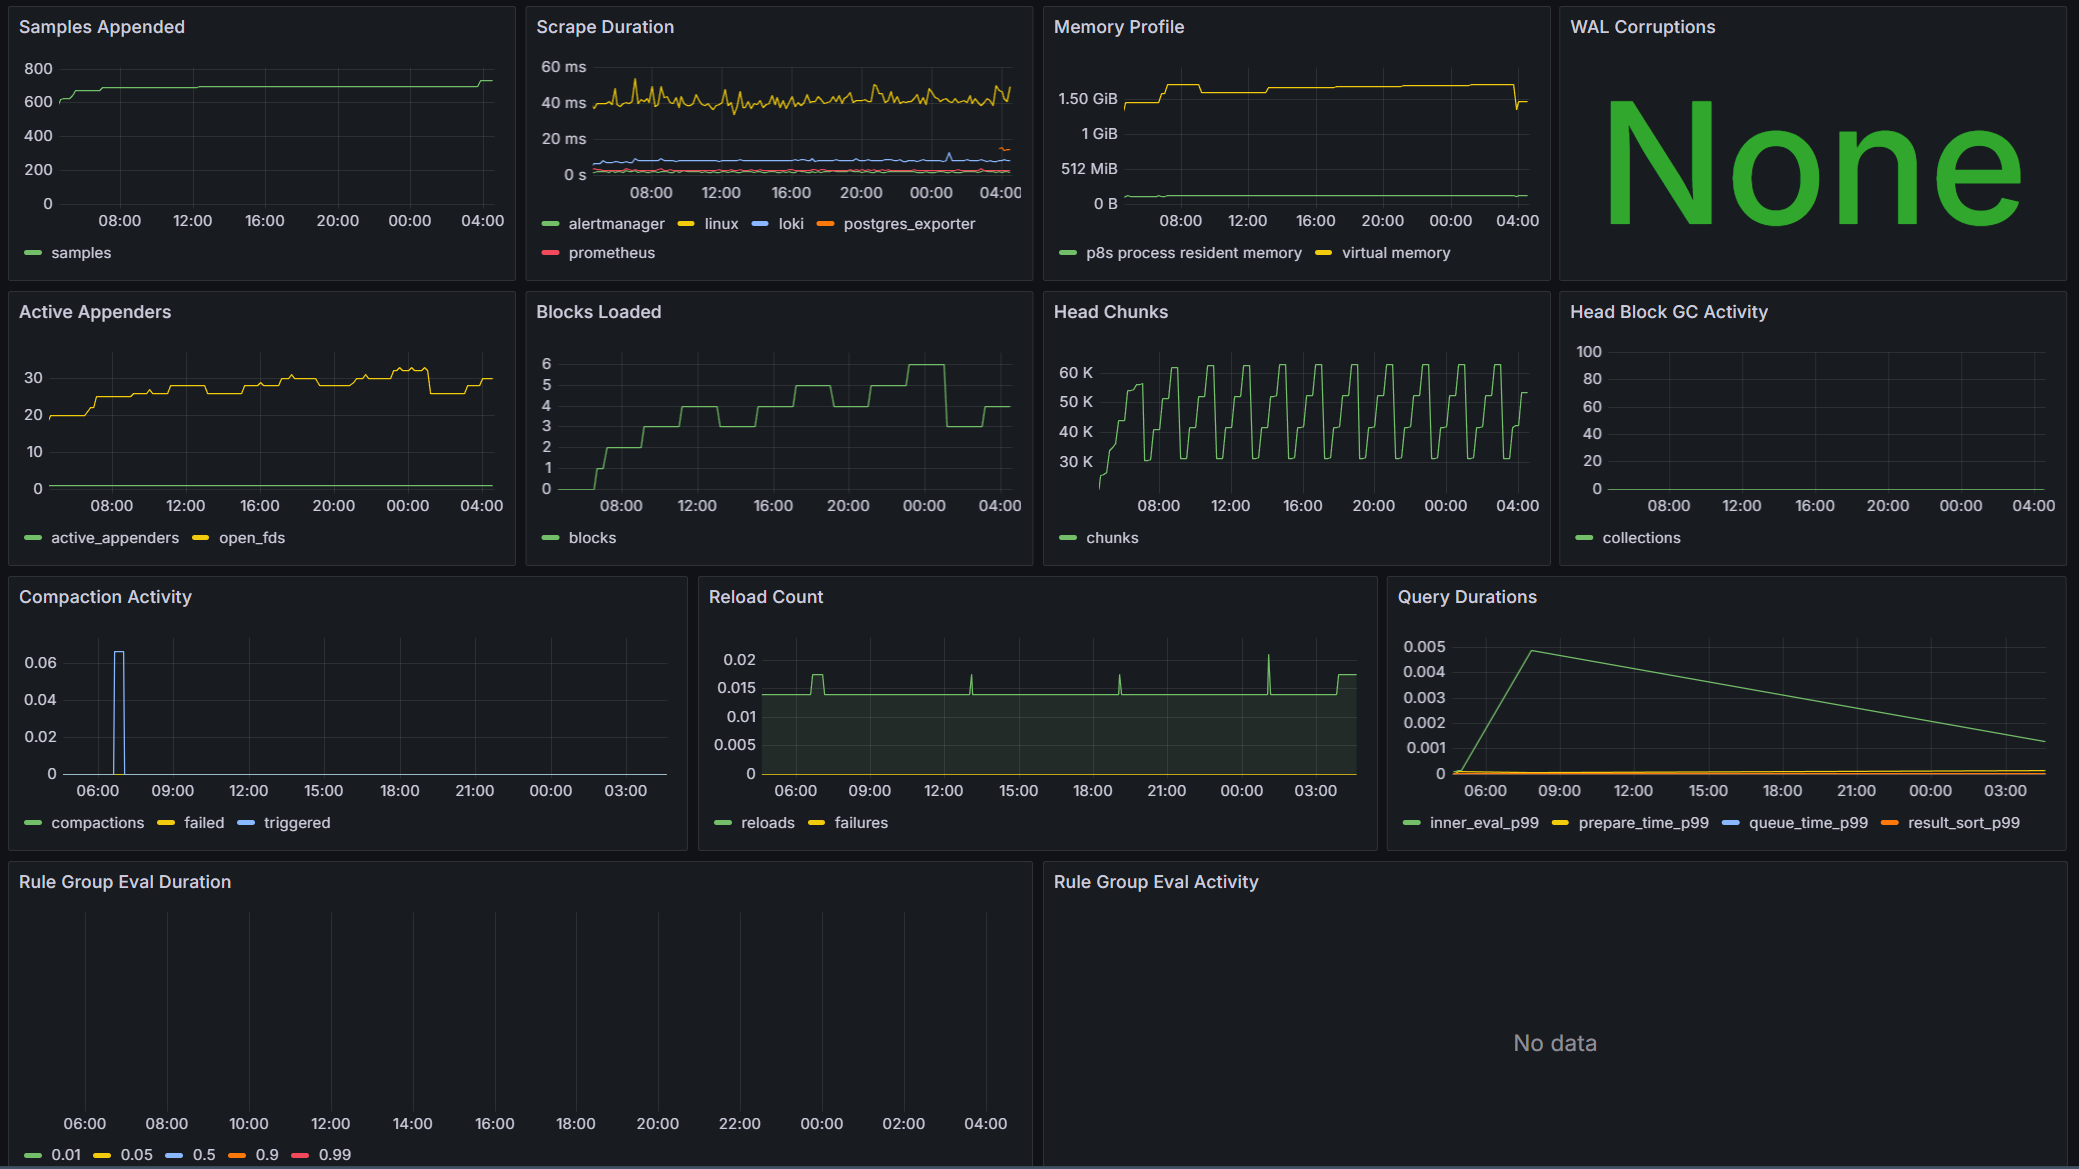 Samples Appended
800
600
400
200
0
08:00 12:00 16:00 20:00 00:00 04:00
samples
Scrape Duration
60 ms
40 ms
20 ms
0 s
08:00 12:00 16:00 20:00 00:00 04:00
alertmanager linux loki postgres_exporter
prometheus
Memory Profile
1.50 GiB
1 GiB
512 MiB
0 B
08:00 12:00 16:00 20:00 00:00 04:00
p8s process resident memory virtual memory
WAL Corruptions
None
Active Appenders
30
20
10
0
08:00 12:00 16:00 20:00 00:00 04:00
active_appenders open_fds
Blocks Loaded
6
5
4
3
2
1
0
08:00 12:00 16:00 20:00 00:00 04:00
blocks
Head Chunks
60 K
50 K
40 K
30 K
08:00 12:00 16:00 20:00 00:00 04:00
chunks
Head Block GC Activity
100
80
60
40
20
0
08:00 12:00 16:00 20:00 00:00 04:00
collections
Compaction Activity
0.06
0.04
0.02
0
06:00 09:00 12:00 15:00 18:00 21:00 00:00 03:00
compactions failed triggered
Reload Count
0.02
0.015
0.01
0.005
0
06:00 09:00 12:00 15:00 18:00 21:00 00:00 03:00
reloads failures
Query Durations
0.005
0.004
0.003
0.002
0.001
0
06:00 09:00 12:00 15:00 18:00 21:00 00:00 03:00
inner_eval_p99 prepare_time_p99 queue_time_p99 result_sort_p99
Rule Group Eval Duration
06:00 08:00 10:00 12:00 14:00 16:00 18:00 20:00 22:00 00:00 02:00 04:00
0.01 0.05 0.5 0.9 0.99
Rule Group Eval Activity
No data